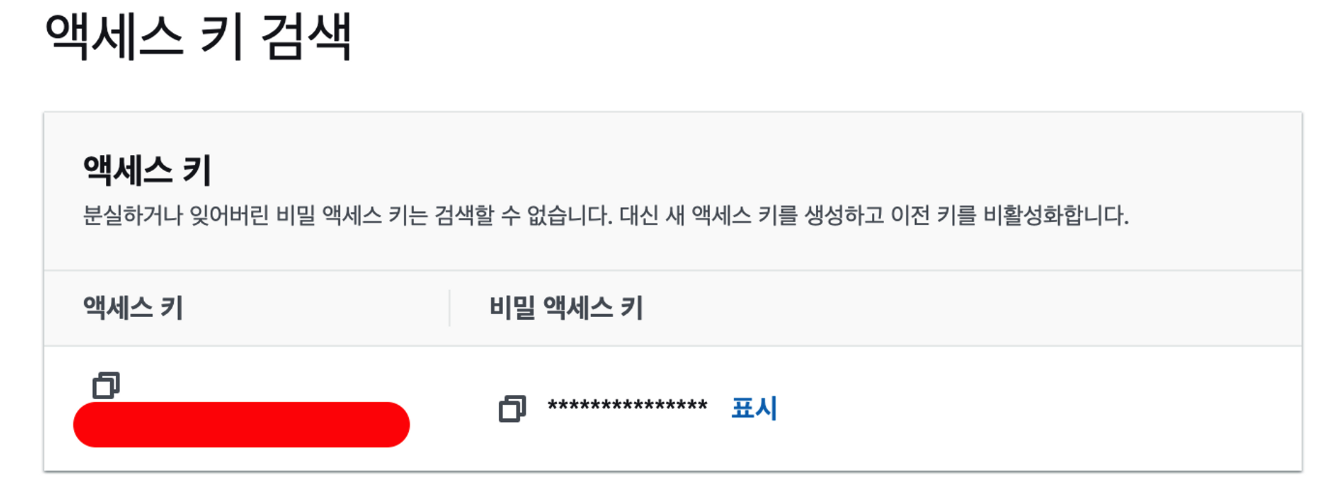 액세스 키 검색
액세스 키
분실하거나 잊어버린 비밀 액세스 키는 검색할 수 없습니다. 대신 새 액세스 키를 생성하고 이전 키를 비활성화합니다.
액세스 키 비밀 액세스 키
*************** 표시